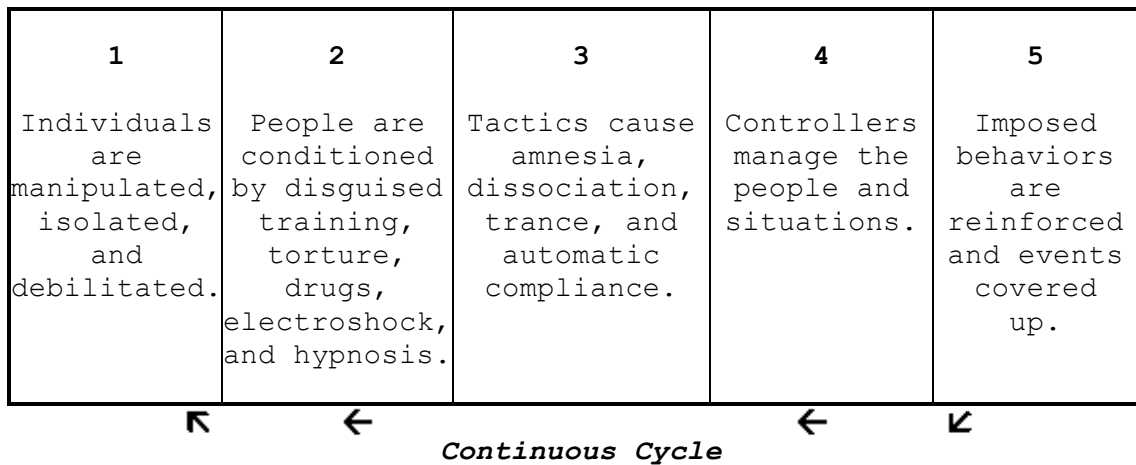 1
Individuals
are
manipulated,
isolated,
and
debilitated.
2
People are
conditioned
by disguised
training,
torture,
drugs,
electroshock,
and hypnosis.
3
Tactics cause
amnesia,
dissociation,
trance, and
automatic
compliance.
4
Controllers
manage the
people and
situations.
5
Imposed
behaviors
are
reinforced
and events
covered
up.
Continuous Cycle